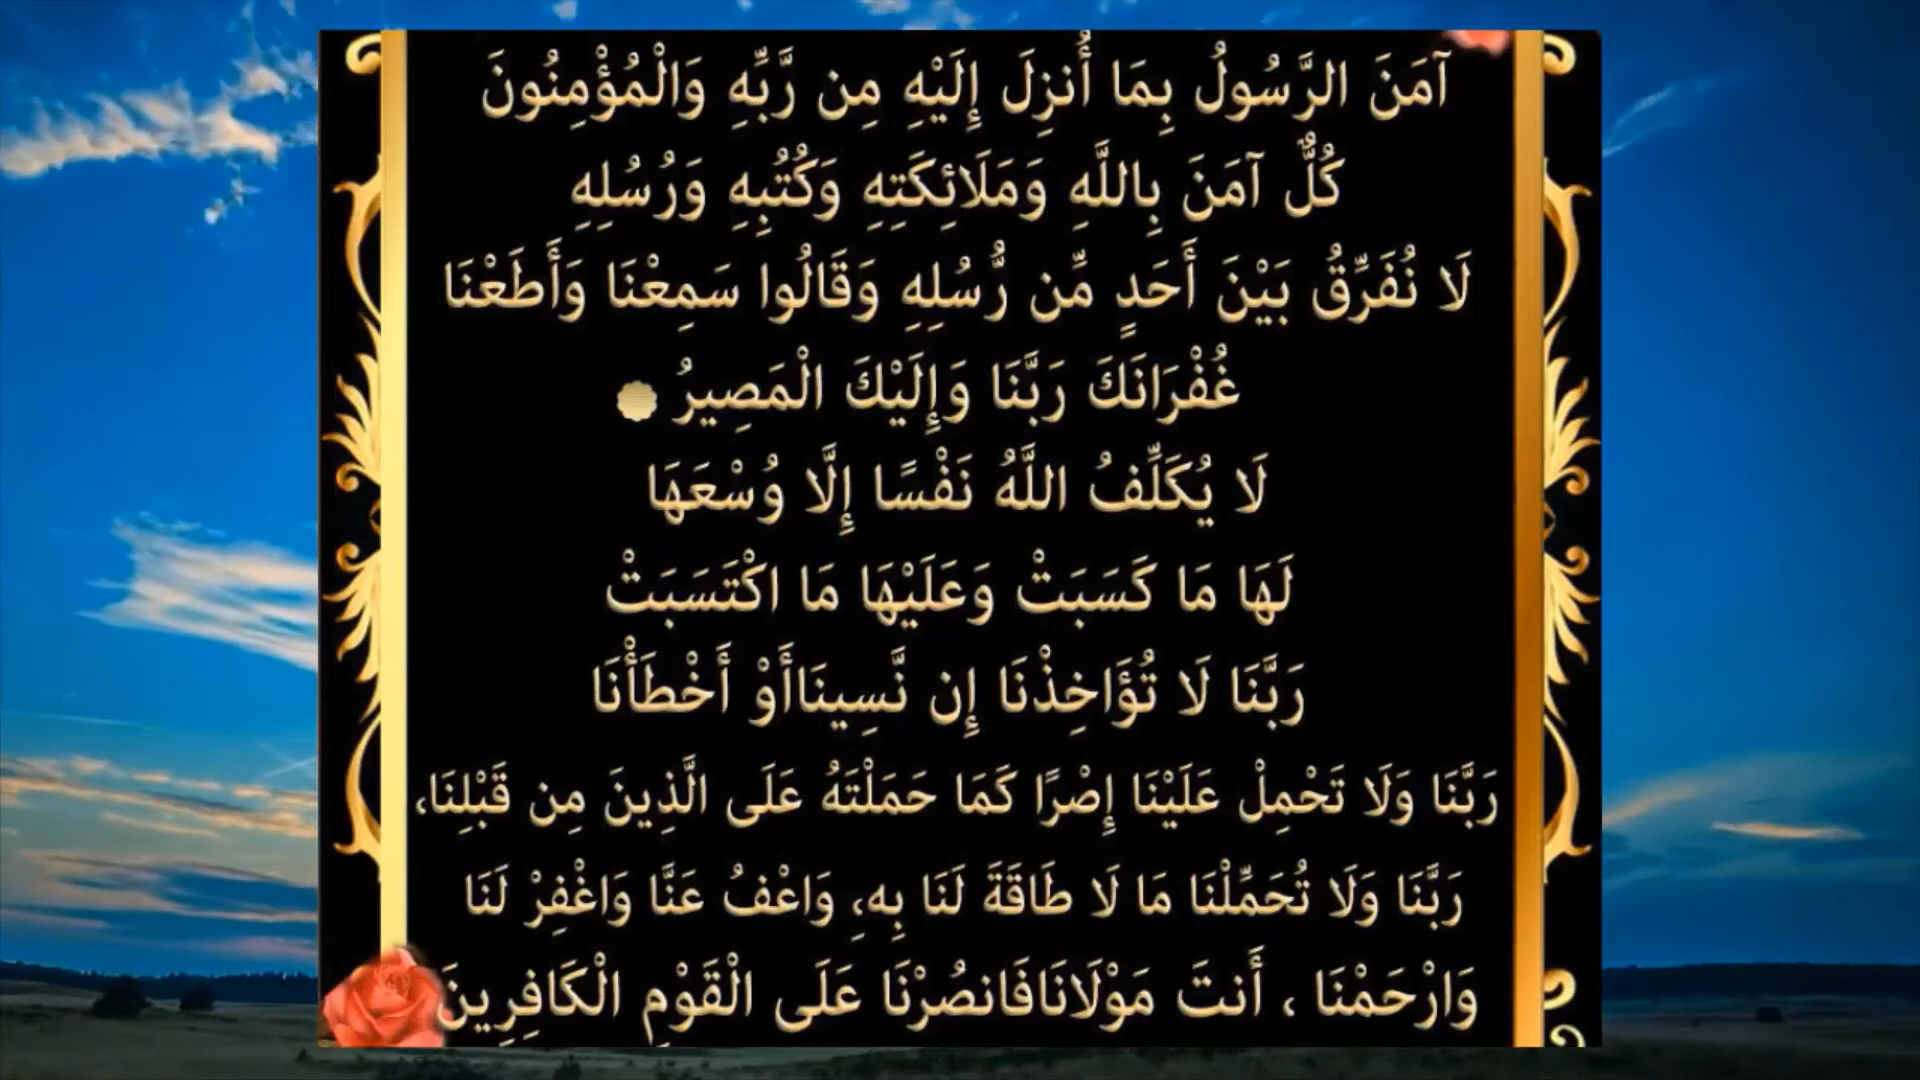 آمَنَ الرَّسُولُ بِمَا أُنزِلَ إِلَيْهِ مِن رَّبِّهِ وَالْمُؤْمِنُونَ
كُلٌّ آمَنَ بِاللَّهِ وَمَلَائِكَتِهِ وَكُتُبِهِ وَرُسُلِهِ
لَا نُفَرِّقُ بَيْنَ أَحَدٍ مِّن رُّسُلِهِ وَقَالُوا سَمِعْنَا وَأَطَعْنَا
غُفْرَانَكَ رَبَّنَا وَإِلَيْكَ الْمَصِيرُ
لَا يُكَلِّفُ اللَّهُ نَفْسًا إِلَّا وُسْعَهَا
لَهَا مَا كَسَبَتْ وَعَلَيْهَا مَا اكْتَسَبَتْ
رَبَّنَا لَا تُؤَاخِذْنَا إِن نَّسِينَاأَوْ أَخْطَأْنَا
رَبَّنَا وَلَا تَحْمِلْ عَلَيْنَا إِصْرًا كَمَا حَمَلْتَهُ عَلَى الَّذِينَ مِن قَبْلِنَا،
رَبَّنَا وَلَا تُحَمِّلْنَا مَا لَا طَاقَةَ لَنَا بِهِ، وَاعْفُ عَنَّا وَاغْفِرْ لَنَا
وَارْحَمْنَا ، أَنتَ مَوْلَانَافَانصُرْنَا عَلَى الْقَوْمِ الْكَافِرِينَ